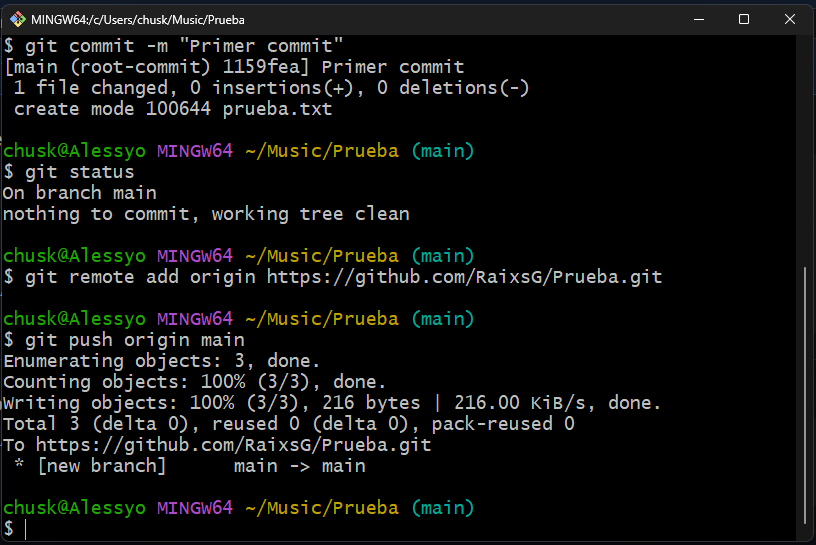 MINGW64:/c/Users/chusk/Music/Prueba
$ git commit -m "Primer commit"
[main (root-commit) 1159fea] Primer commit
 1 file changed, 0 insertions(+), 0 deletions(-)
 create mode 100644 prueba.txt
chusk@Alessyo MINGW64 ~/Music/Prueba (main)
$ git status
On branch main
nothing to commit, working tree clean
chusk@Alessyo MINGW64 ~/Music/Prueba (main)
$ git remote add origin https://github.com/RaixsG/Prueba.git
chusk@Alessyo MINGW64 ~/Music/Prueba (main)
$ git push origin main
Enumerating objects: 3, done.
Counting objects: 100% (3/3), done.
Writing objects: 100% (3/3), 216 bytes | 216.00 KiB/s, done.
Total 3 (delta 0), reused 0 (delta 0), pack-reused 0
To https://github.com/RaixsG/Prueba.git
 * [new branch]      main -> main
chusk@Alessyo MINGW64 ~/Music/Prueba (main)
$